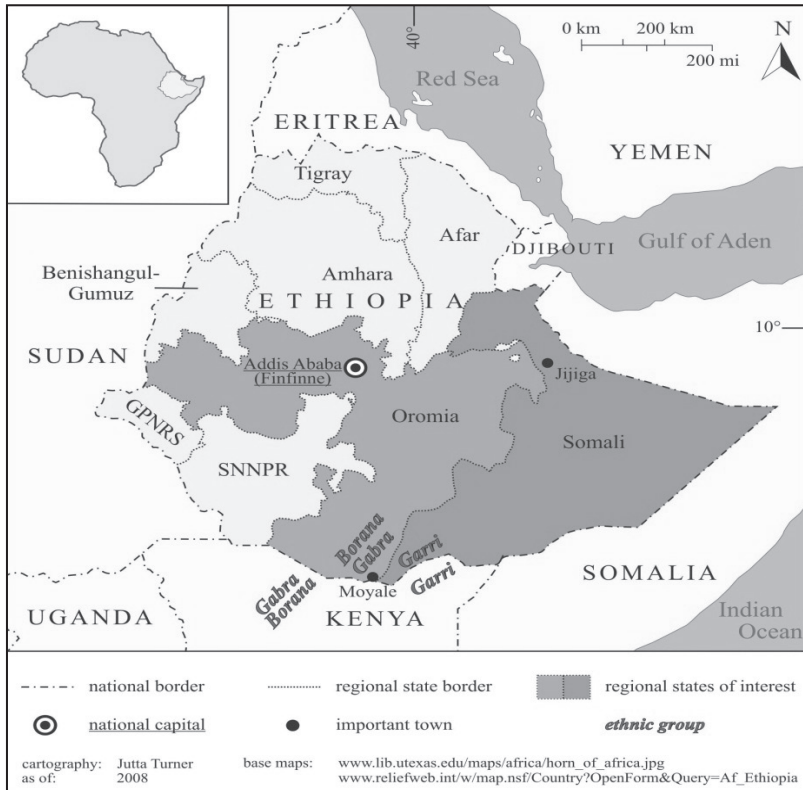 40°
0 km 200 km
200 mi
N
Red Sea
ERITREA
YEMEN
Tigray
Afar
DJIBOUTI
Gulf of Aden
Benishangul-
Gumuz
Amhara
ETHIOPIA
10°
SUDAN
Addis Ababa
(Finfinne)
Jijiga
GPNRS
Oromia
Somali
SNNPR
Borana
Gabra
Garri
Garri
Gabra
Borana
Moyale
SOMALIA
UGANDA
KENYA
Indian
Ocean
national border
regional state border
regional states of interest
national capital
important town
ethnic group
cartography: Jutta Turner
as of: 2008
base maps: www.lib.utexas.edu/maps/africa/horn_of_africa.jpg
www.reliefweb.int/w/map.nsf/Country?OpenForm&Query=Af_Ethiopia